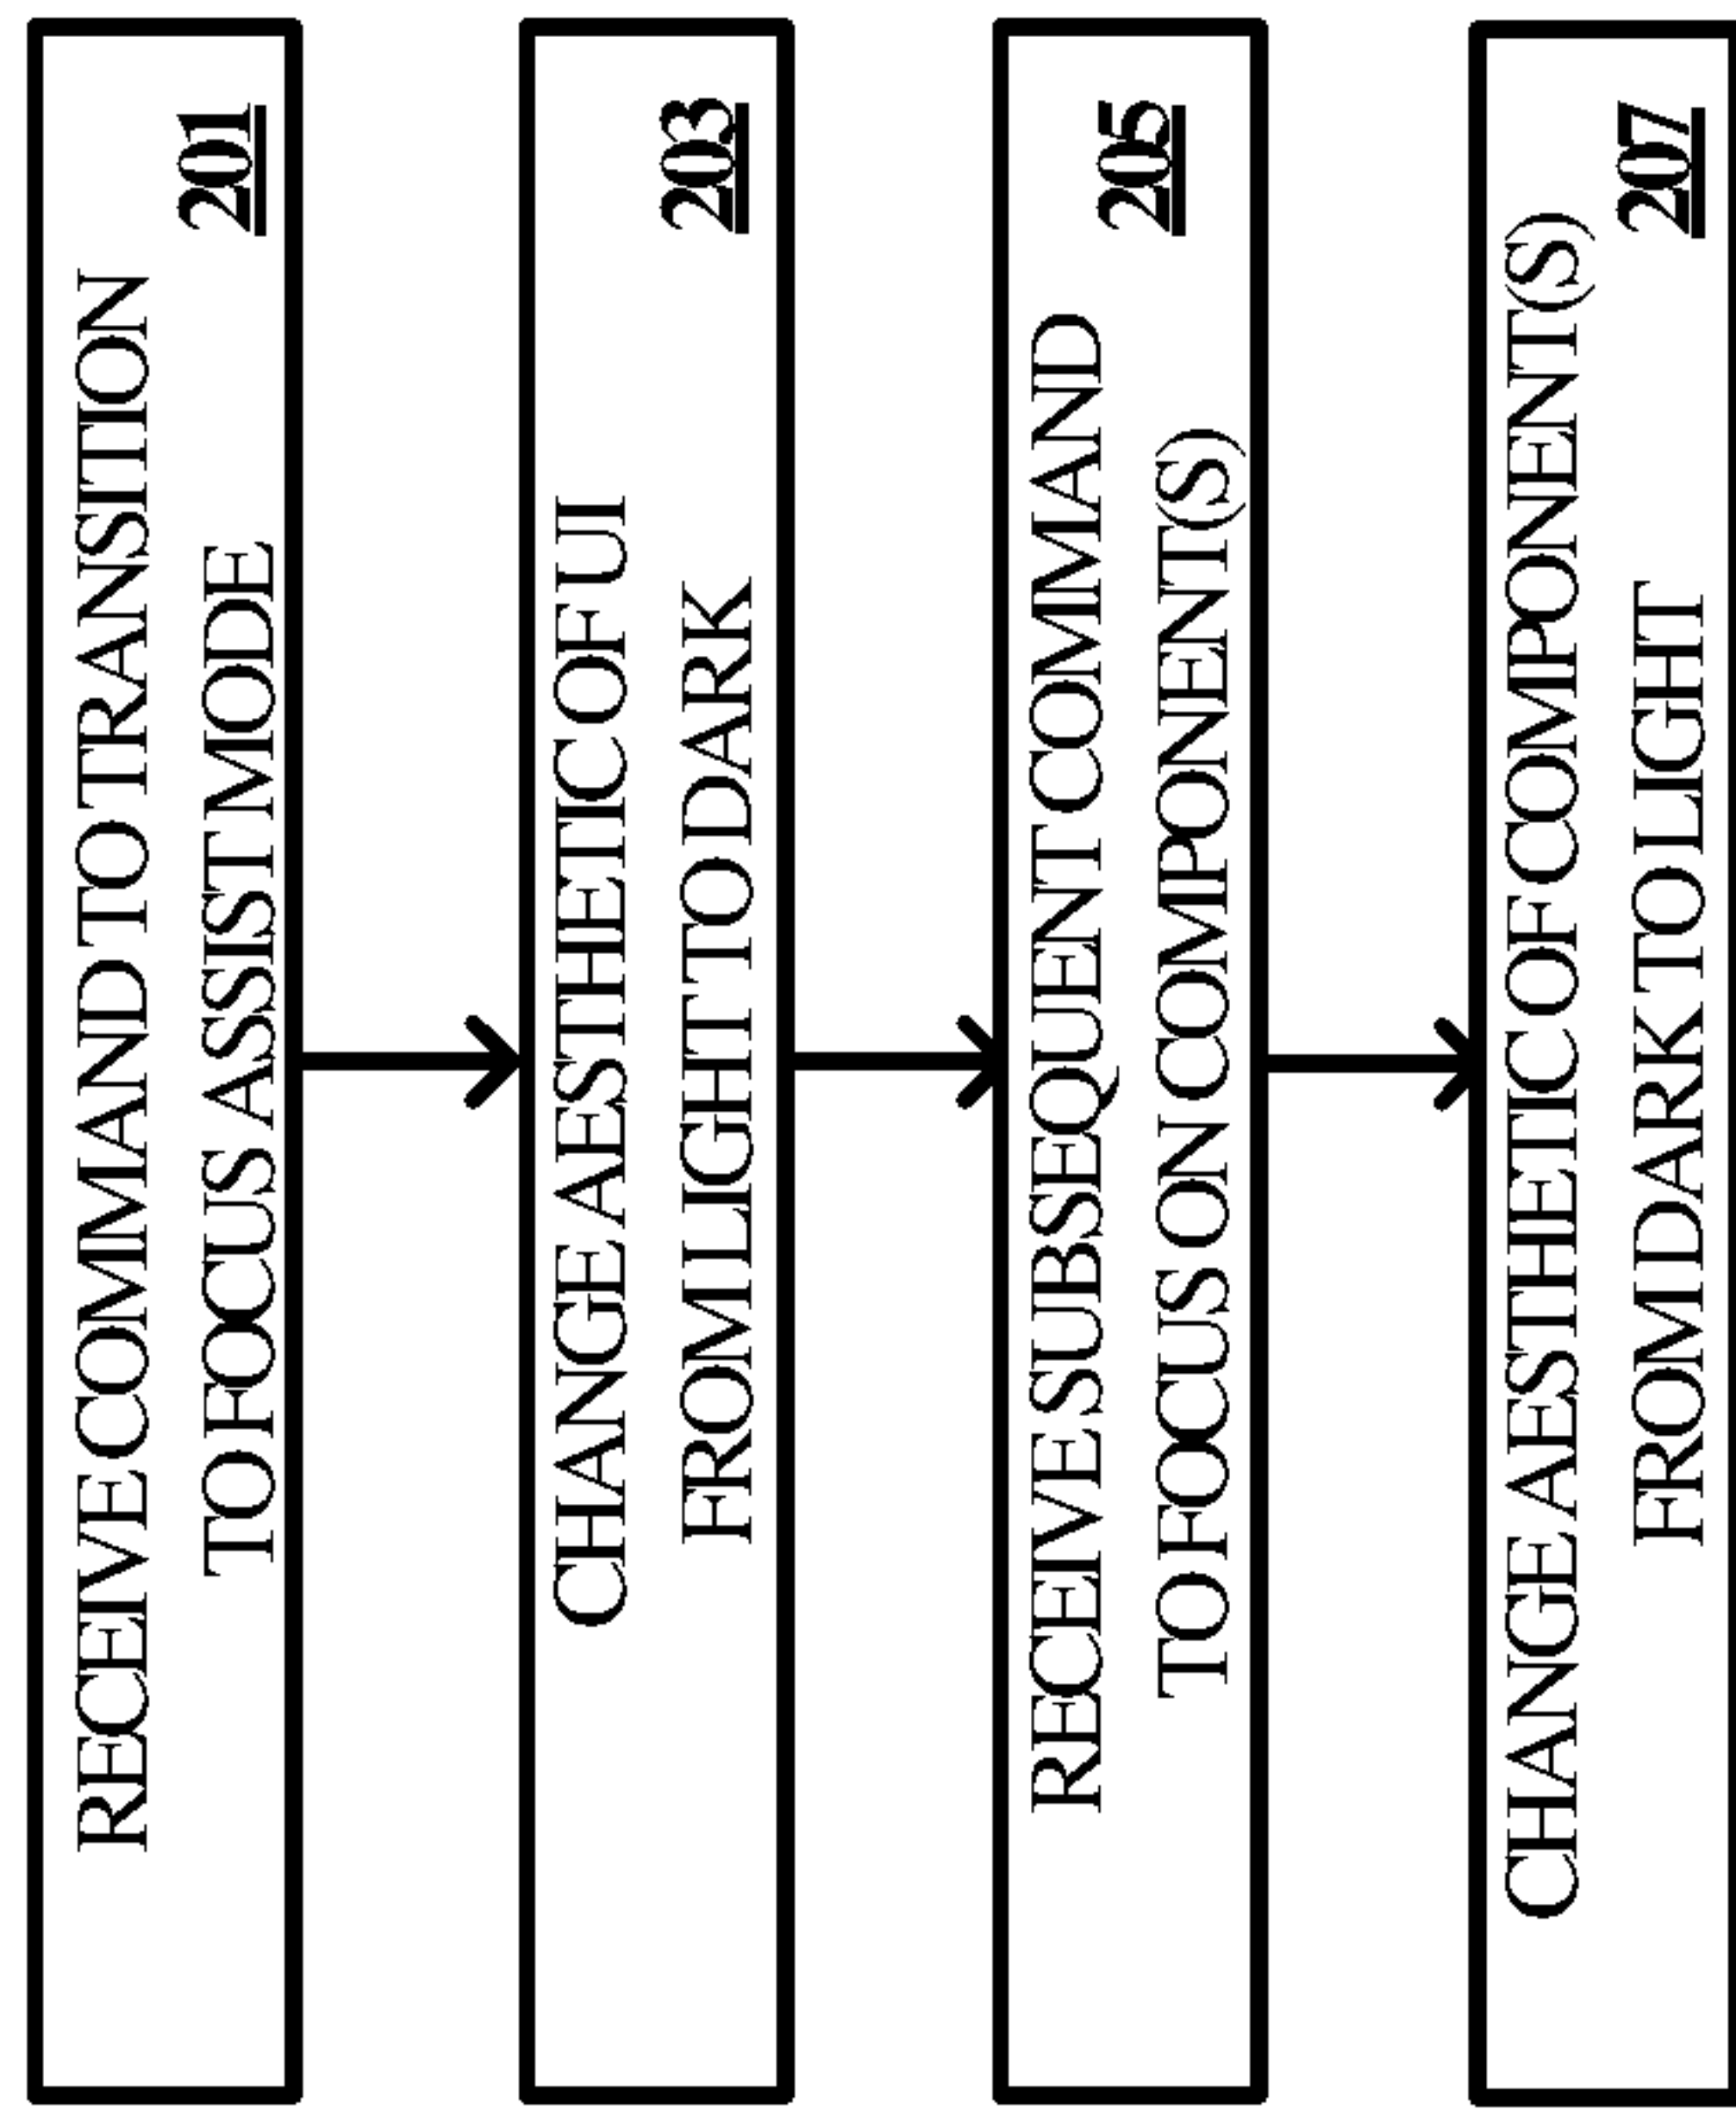 RECEIVE COMMAND TO TRANSITION
TO FOCUS ASSIST MODE
201
CHANGE AESTHETIC OF UI
FROM LIGHT TO DARK
203
RECEIVE SUBSEQUENT COMMAND
TO FOCUS ON COMPONENT(S)
205
CHANGE AESTHETIC OF COMPONENT(S)
FROM DARK TO LIGHT
207